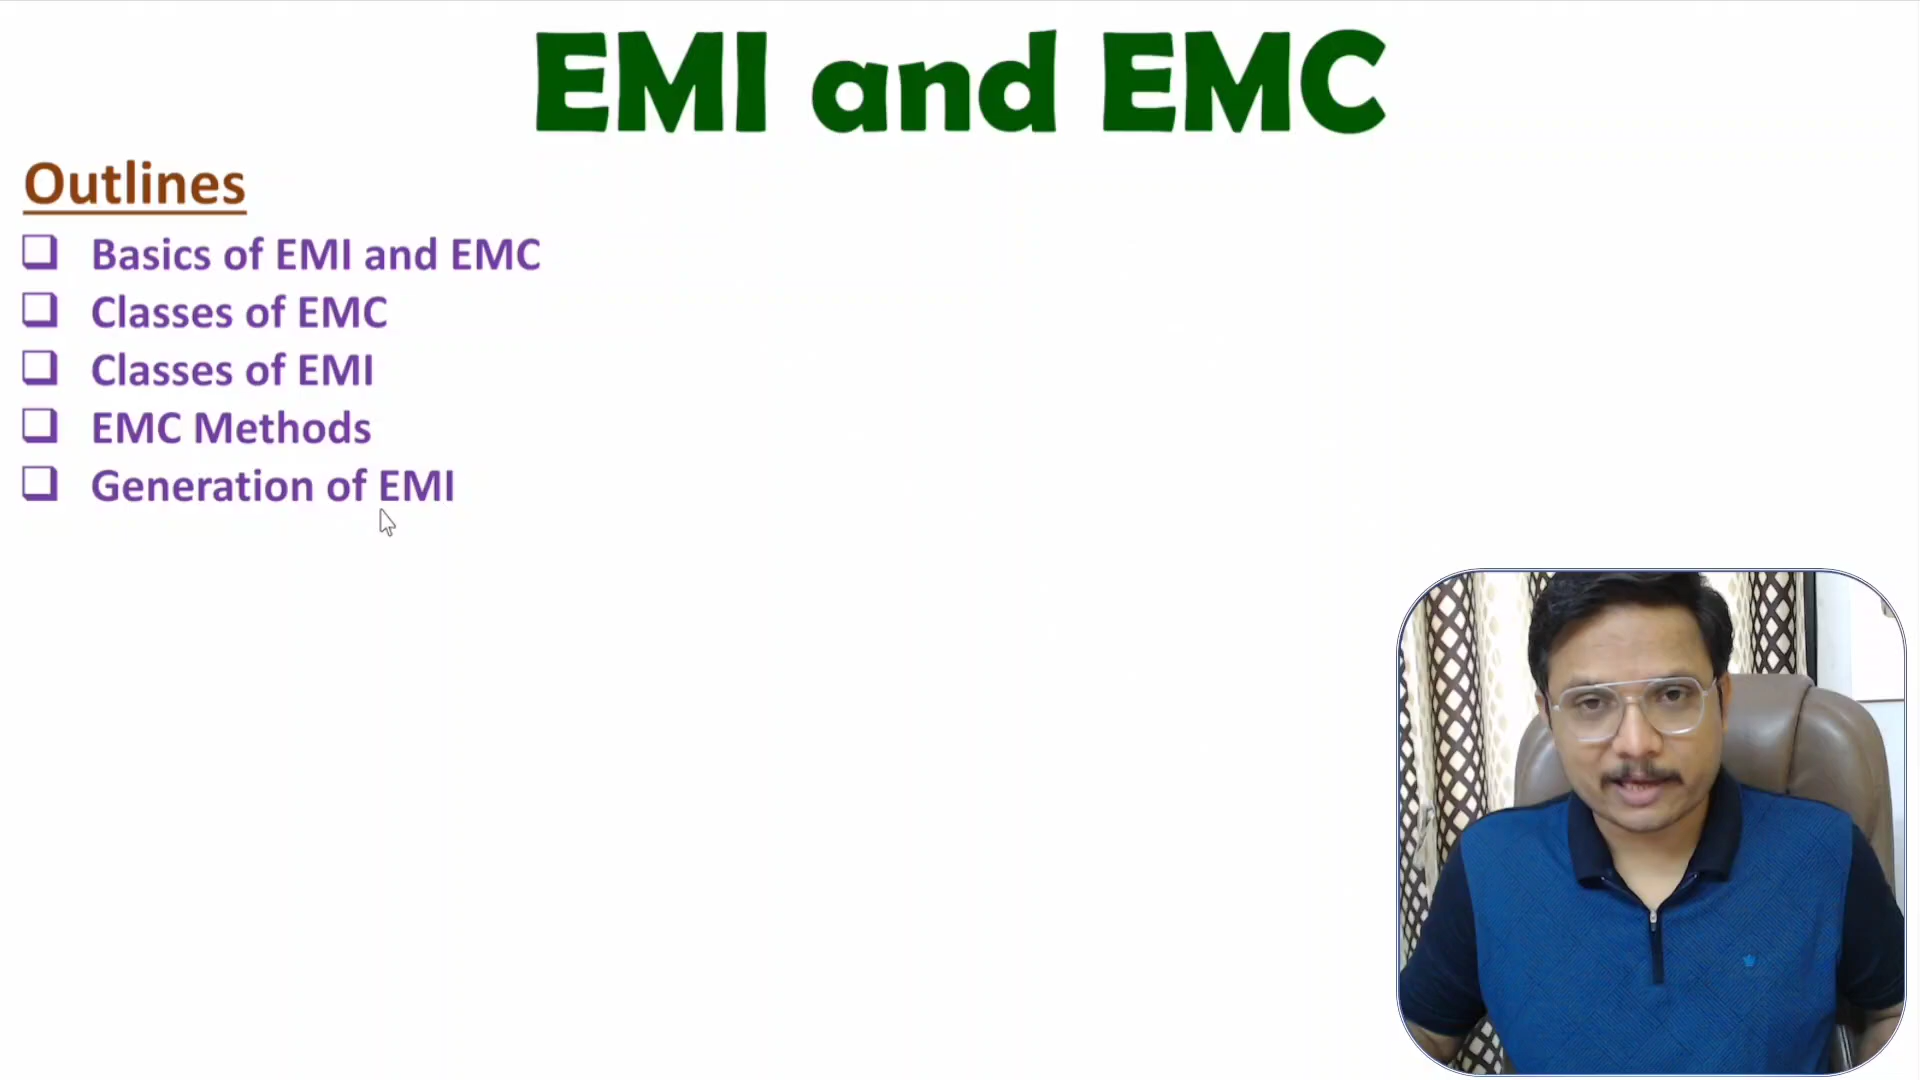 EMI and EMC
Outlines
Basics of EMI and EMC
Classes of EMC
Classes of EMI
EMC Methods
Generation of EMI